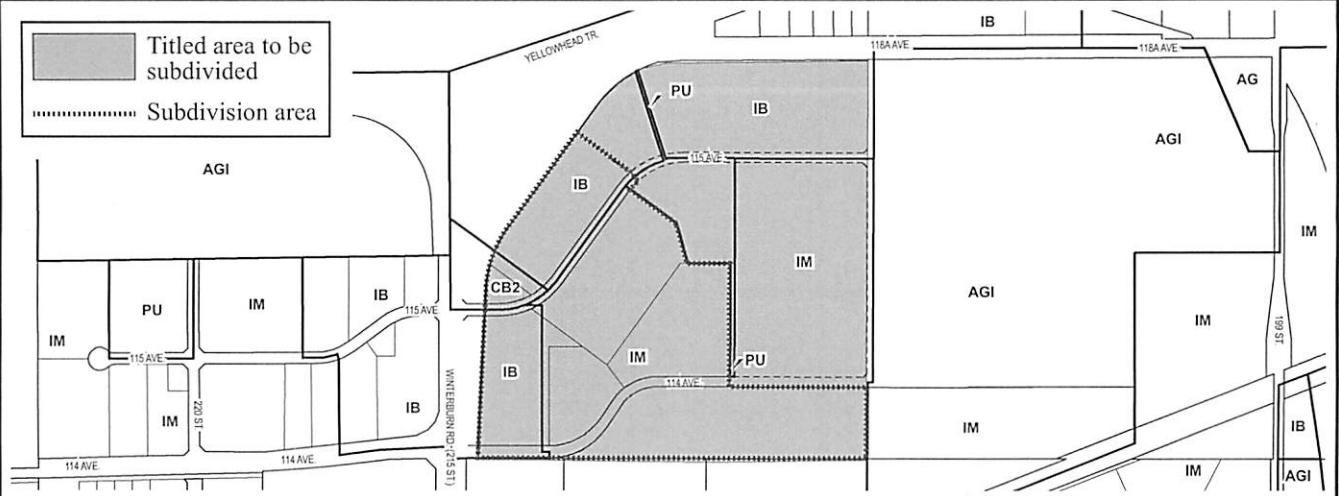 Titled area to be
subdivided
Subdivision area
YELLOWHEAD TR.
IB
118A AVE.
118A AVE.
AG
PU
IB
AGI
AGI
115 AVE.
IB
IM
IM
AGI
CB2
IB
IM
PU
115 AVE.
IM
IM
199 ST.
115 AVE.
PU
IM
IB
114 AVE.
WINTERBURN RD (215 ST.)
IB
IM
220 ST.
IM
IB
114 AVE.
114 AVE.
IM
AGI